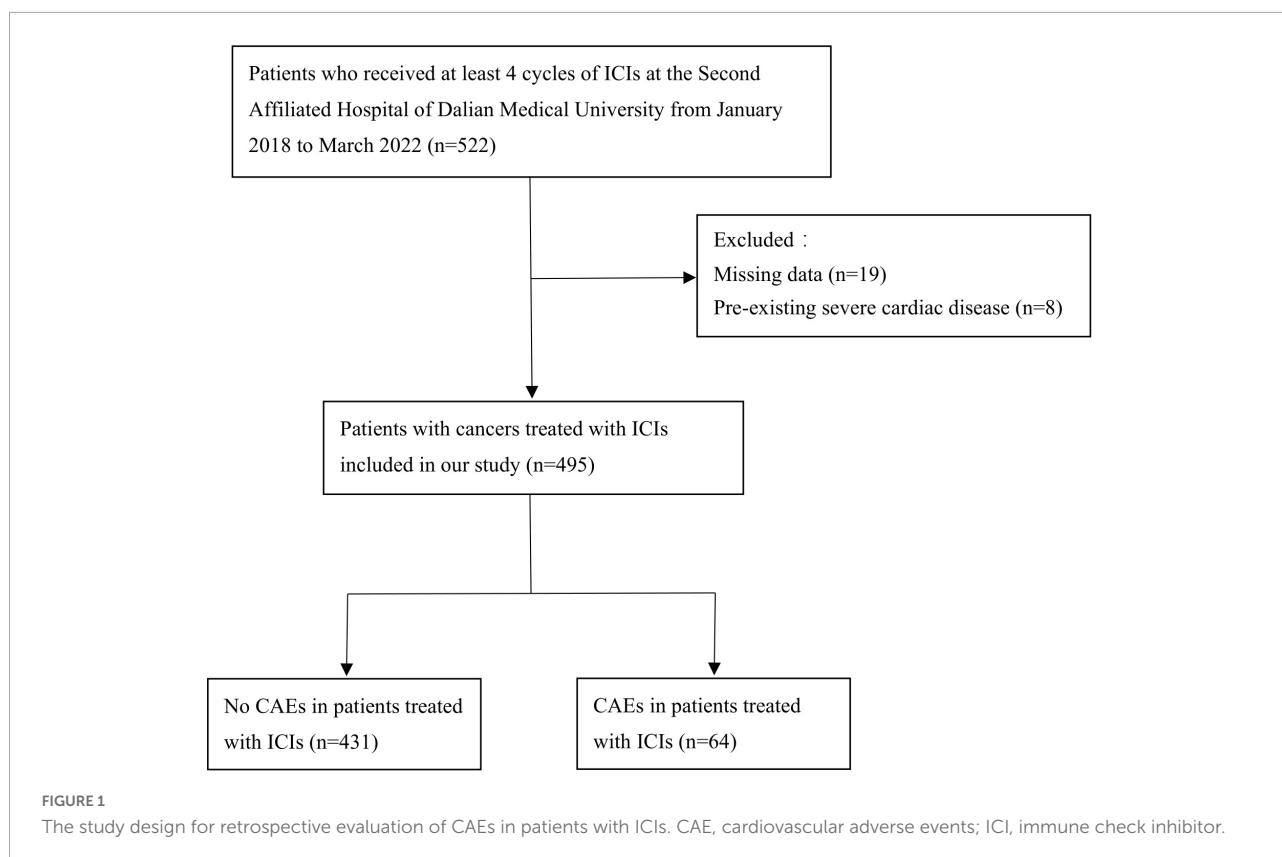 Patients who received at least 4 cycles of ICIs at the Second
Affiliated Hospital of Dalian Medical University from January
2018 to March 2022 (n=522)
Excluded：
Missing data (n=19)
Pre-existing severe cardiac disease (n=8)
Patients with cancers treated with ICIs
included in our study (n=495)
No CAEs in patients treated
with ICIs (n=431)
CAEs in patients treated
with ICIs (n=64)
FIGURE 1
The study design for retrospective evaluation of CAEs in patients with ICIs. CAE, cardiovascular adverse events; ICI, immune check inhibitor.